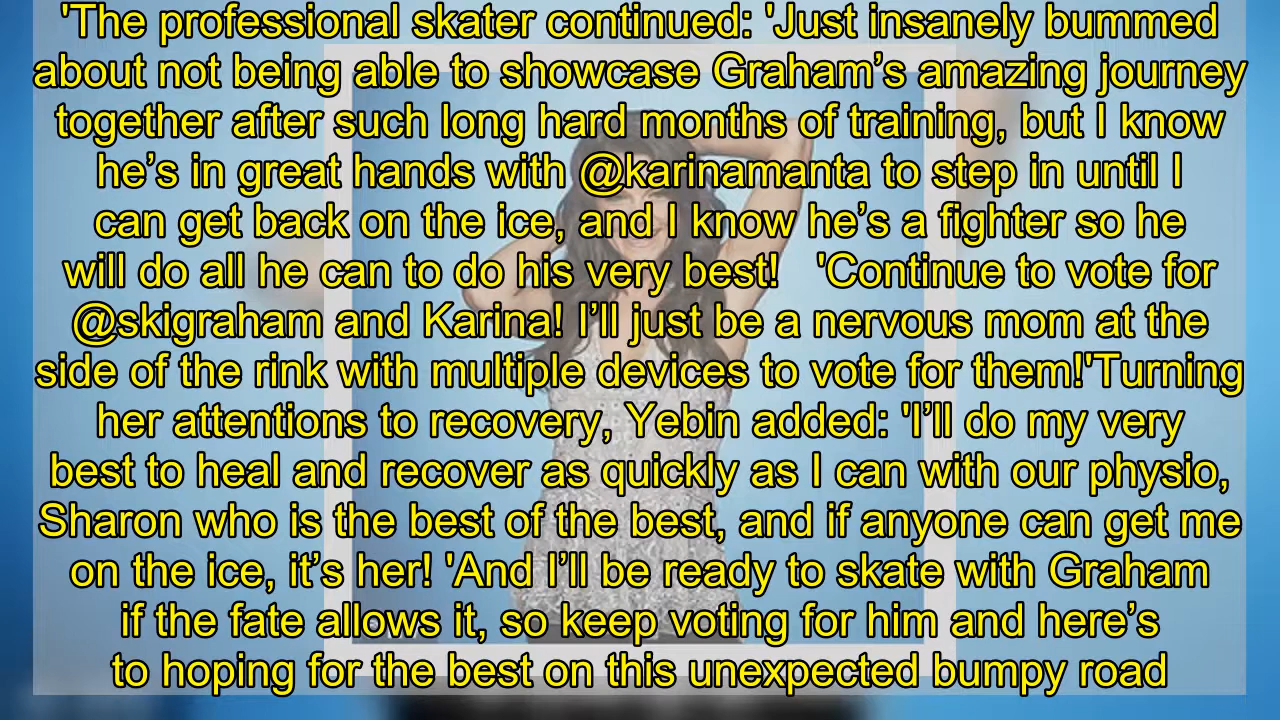 'The professional skater continued: 'Just insanely bummed
about not being able to showcase Graham’s amazing journey
together after such long hard months of training, but I know
he’s in great hands with @karinamanta to step in until I
can get back on the ice, and I know he’s a fighter so he
will do all he can to do his very best!   'Continue to vote for
@skigraham and Karina! I’ll just be a nervous mom at the
side of the rink with multiple devices to vote for them!'Turning
her attentions to recovery, Yebin added: 'I’ll do my very
best to heal and recover as quickly as I can with our physio,
Sharon who is the best of the best, and if anyone can get me
on the ice, it’s her! 'And I’ll be ready to skate with Graham
if the fate allows it, so keep voting for him and here’s
to hoping for the best on this unexpected bumpy road